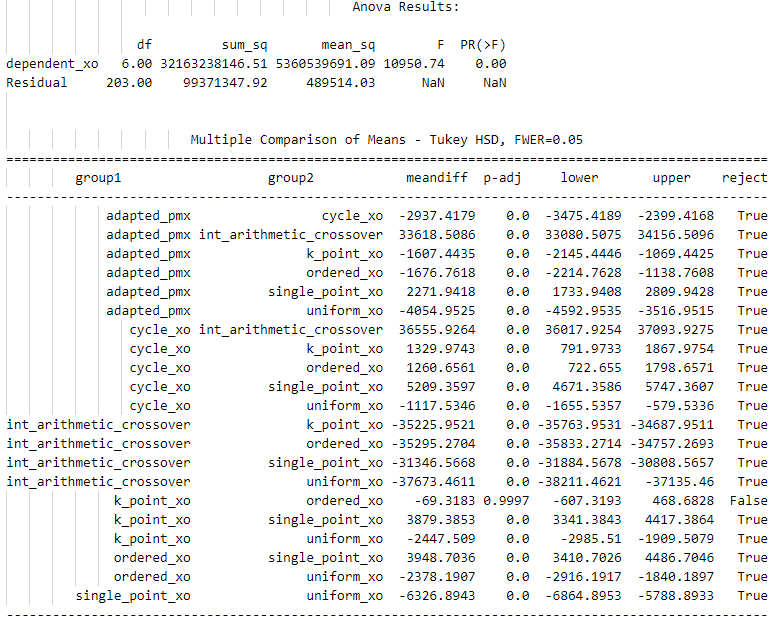 Anova Results:
df sum_sq mean_sq F PR(>F)
dependent_xo 6.00 32163238146.51 5360539691.09 10950.74 0.00
Residual 203.00 99371347.92 489514.03 NaN NaN
Multiple Comparison of Means - Tukey HSD, FWER=0.05
====================================================================================================
group1 group2 meandiff p-adj lower upper reject
----------------------------------------------------------------------------------------------------
adapted_pmx cycle_xo -2937.4179 0.0 -3475.4189 -2399.4168 True
adapted_pmx int_arithmetic_crossover 33618.5086 0.0 33080.5075 34156.5096 True
adapted_pmx k_point_xo -1607.4435 0.0 -2145.4446 -1069.4425 True
adapted_pmx ordered_xo -1676.7618 0.0 -2214.7628 -1138.7608 True
adapted_pmx single_point_xo 2271.9418 0.0 1733.9408 2809.9428 True
adapted_pmx uniform_xo -4054.9525 0.0 -4592.9535 -3516.9515 True
cycle_xo int_arithmetic_crossover 36555.9264 0.0 36017.9254 37093.9275 True
cycle_xo k_point_xo 1329.9743 0.0 791.9733 1867.9754 True
cycle_xo ordered_xo 1260.6561 0.0 722.655 1798.6571 True
cycle_xo single_point_xo 5209.3597 0.0 4671.3586 5747.3607 True
cycle_xo uniform_xo -1117.5346 0.0 -1655.5357 -579.5336 True
int_arithmetic_crossover k_point_xo -35225.9521 0.0 -35763.9531 -34687.9511 True
int_arithmetic_crossover ordered_xo -35295.2704 0.0 -35833.2714 -34757.2693 True
int_arithmetic_crossover single_point_xo -31346.5668 0.0 -31884.5678 -30808.5657 True
int_arithmetic_crossover uniform_xo -37673.4611 0.0 -38211.4621 -37135.46 True
k_point_xo ordered_xo -69.3183 0.9997 -607.3193 468.6828 False
k_point_xo single_point_xo 3879.3853 0.0 3341.3843 4417.3864 True
k_point_xo uniform_xo -2447.509 0.0 -2985.51 -1909.5079 True
ordered_xo single_point_xo 3948.7036 0.0 3410.7026 4486.7046 True
ordered_xo uniform_xo -2378.1907 0.0 -2916.1917 -1840.1897 True
single_point_xo uniform_xo -6326.8943 0.0 -6864.8953 -5788.8933 True
----------------------------------------------------------------------------------------------------